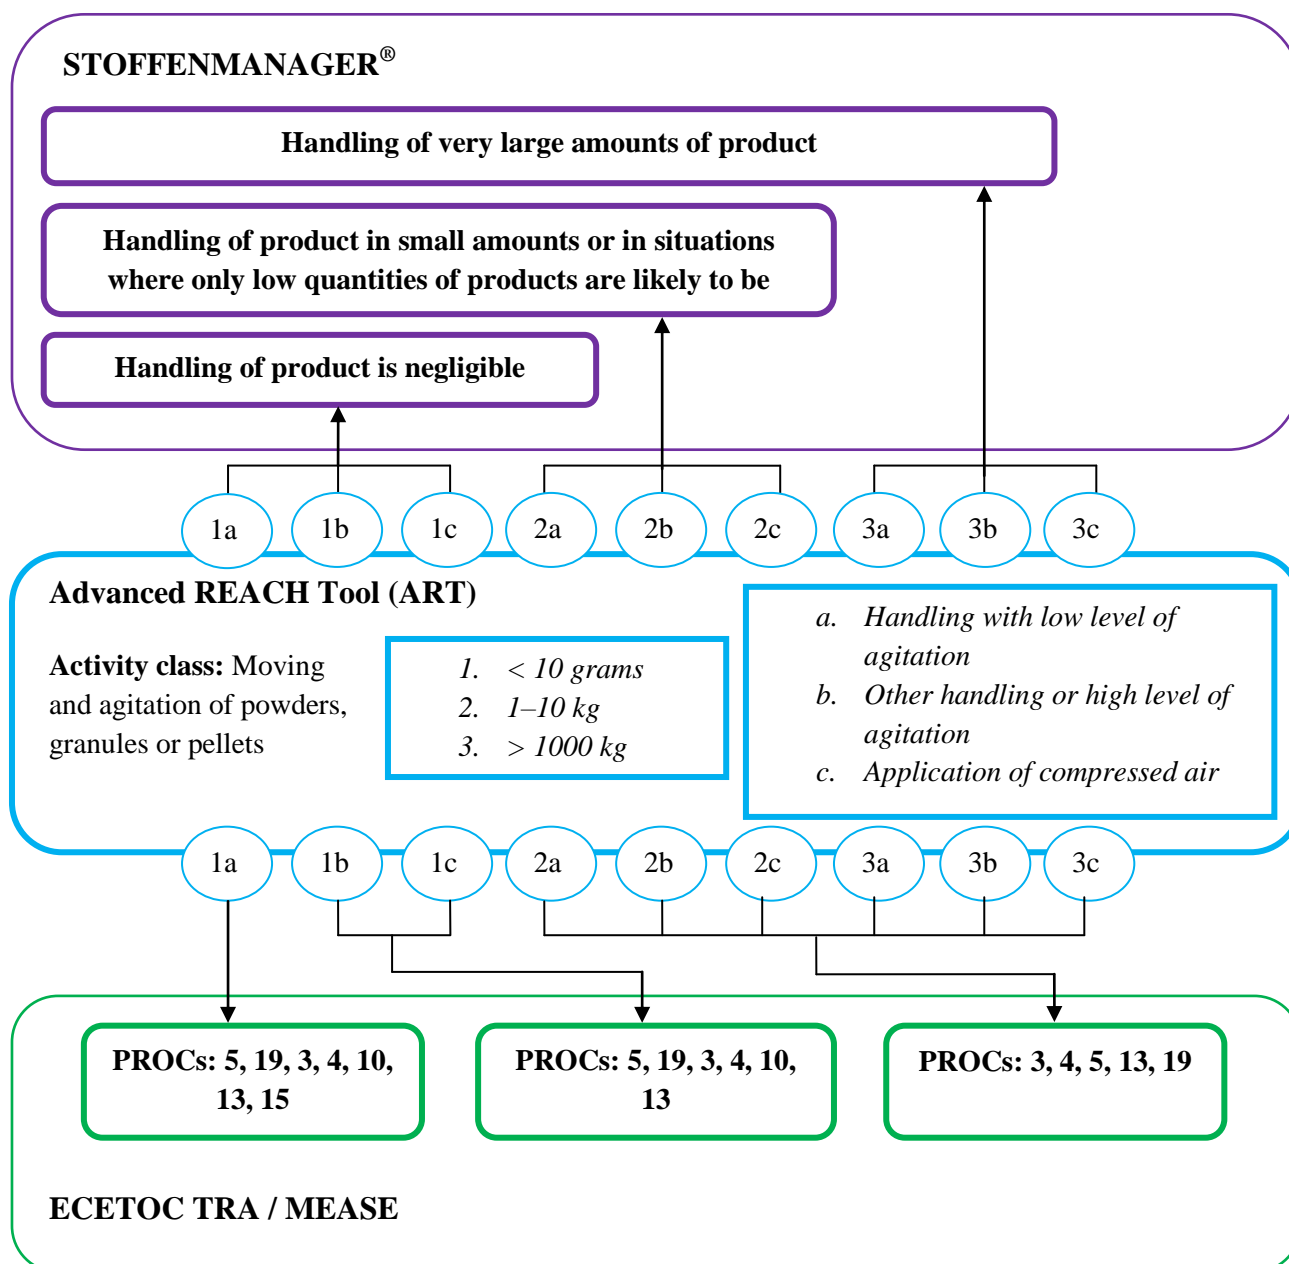 STOFFENMANAGER®
Handling of very large amounts of product
Handling of product in small amounts or in situations
where only low quantities of products are likely to be
Handling of product is negligible
1a
1b
1c
2a
2b
2c
3a
3b
3c
Advanced REACH Tool (ART)
Activity class: Moving
and agitation of powders,
granules or pellets
1. < 10 grams
2. 1–10 kg
3. > 1000 kg
a. Handling with low level of
agitation
b. Other handling or high level of
agitation
c. Application of compressed air
1a
1b
1c
2a
2b
2c
3a
3b
3c
PROCs: 5, 19, 3, 4, 10,
13, 15
PROCs: 5, 19, 3, 4, 10,
13
PROCs: 3, 4, 5, 13, 19
ECETOC TRA / MEASE